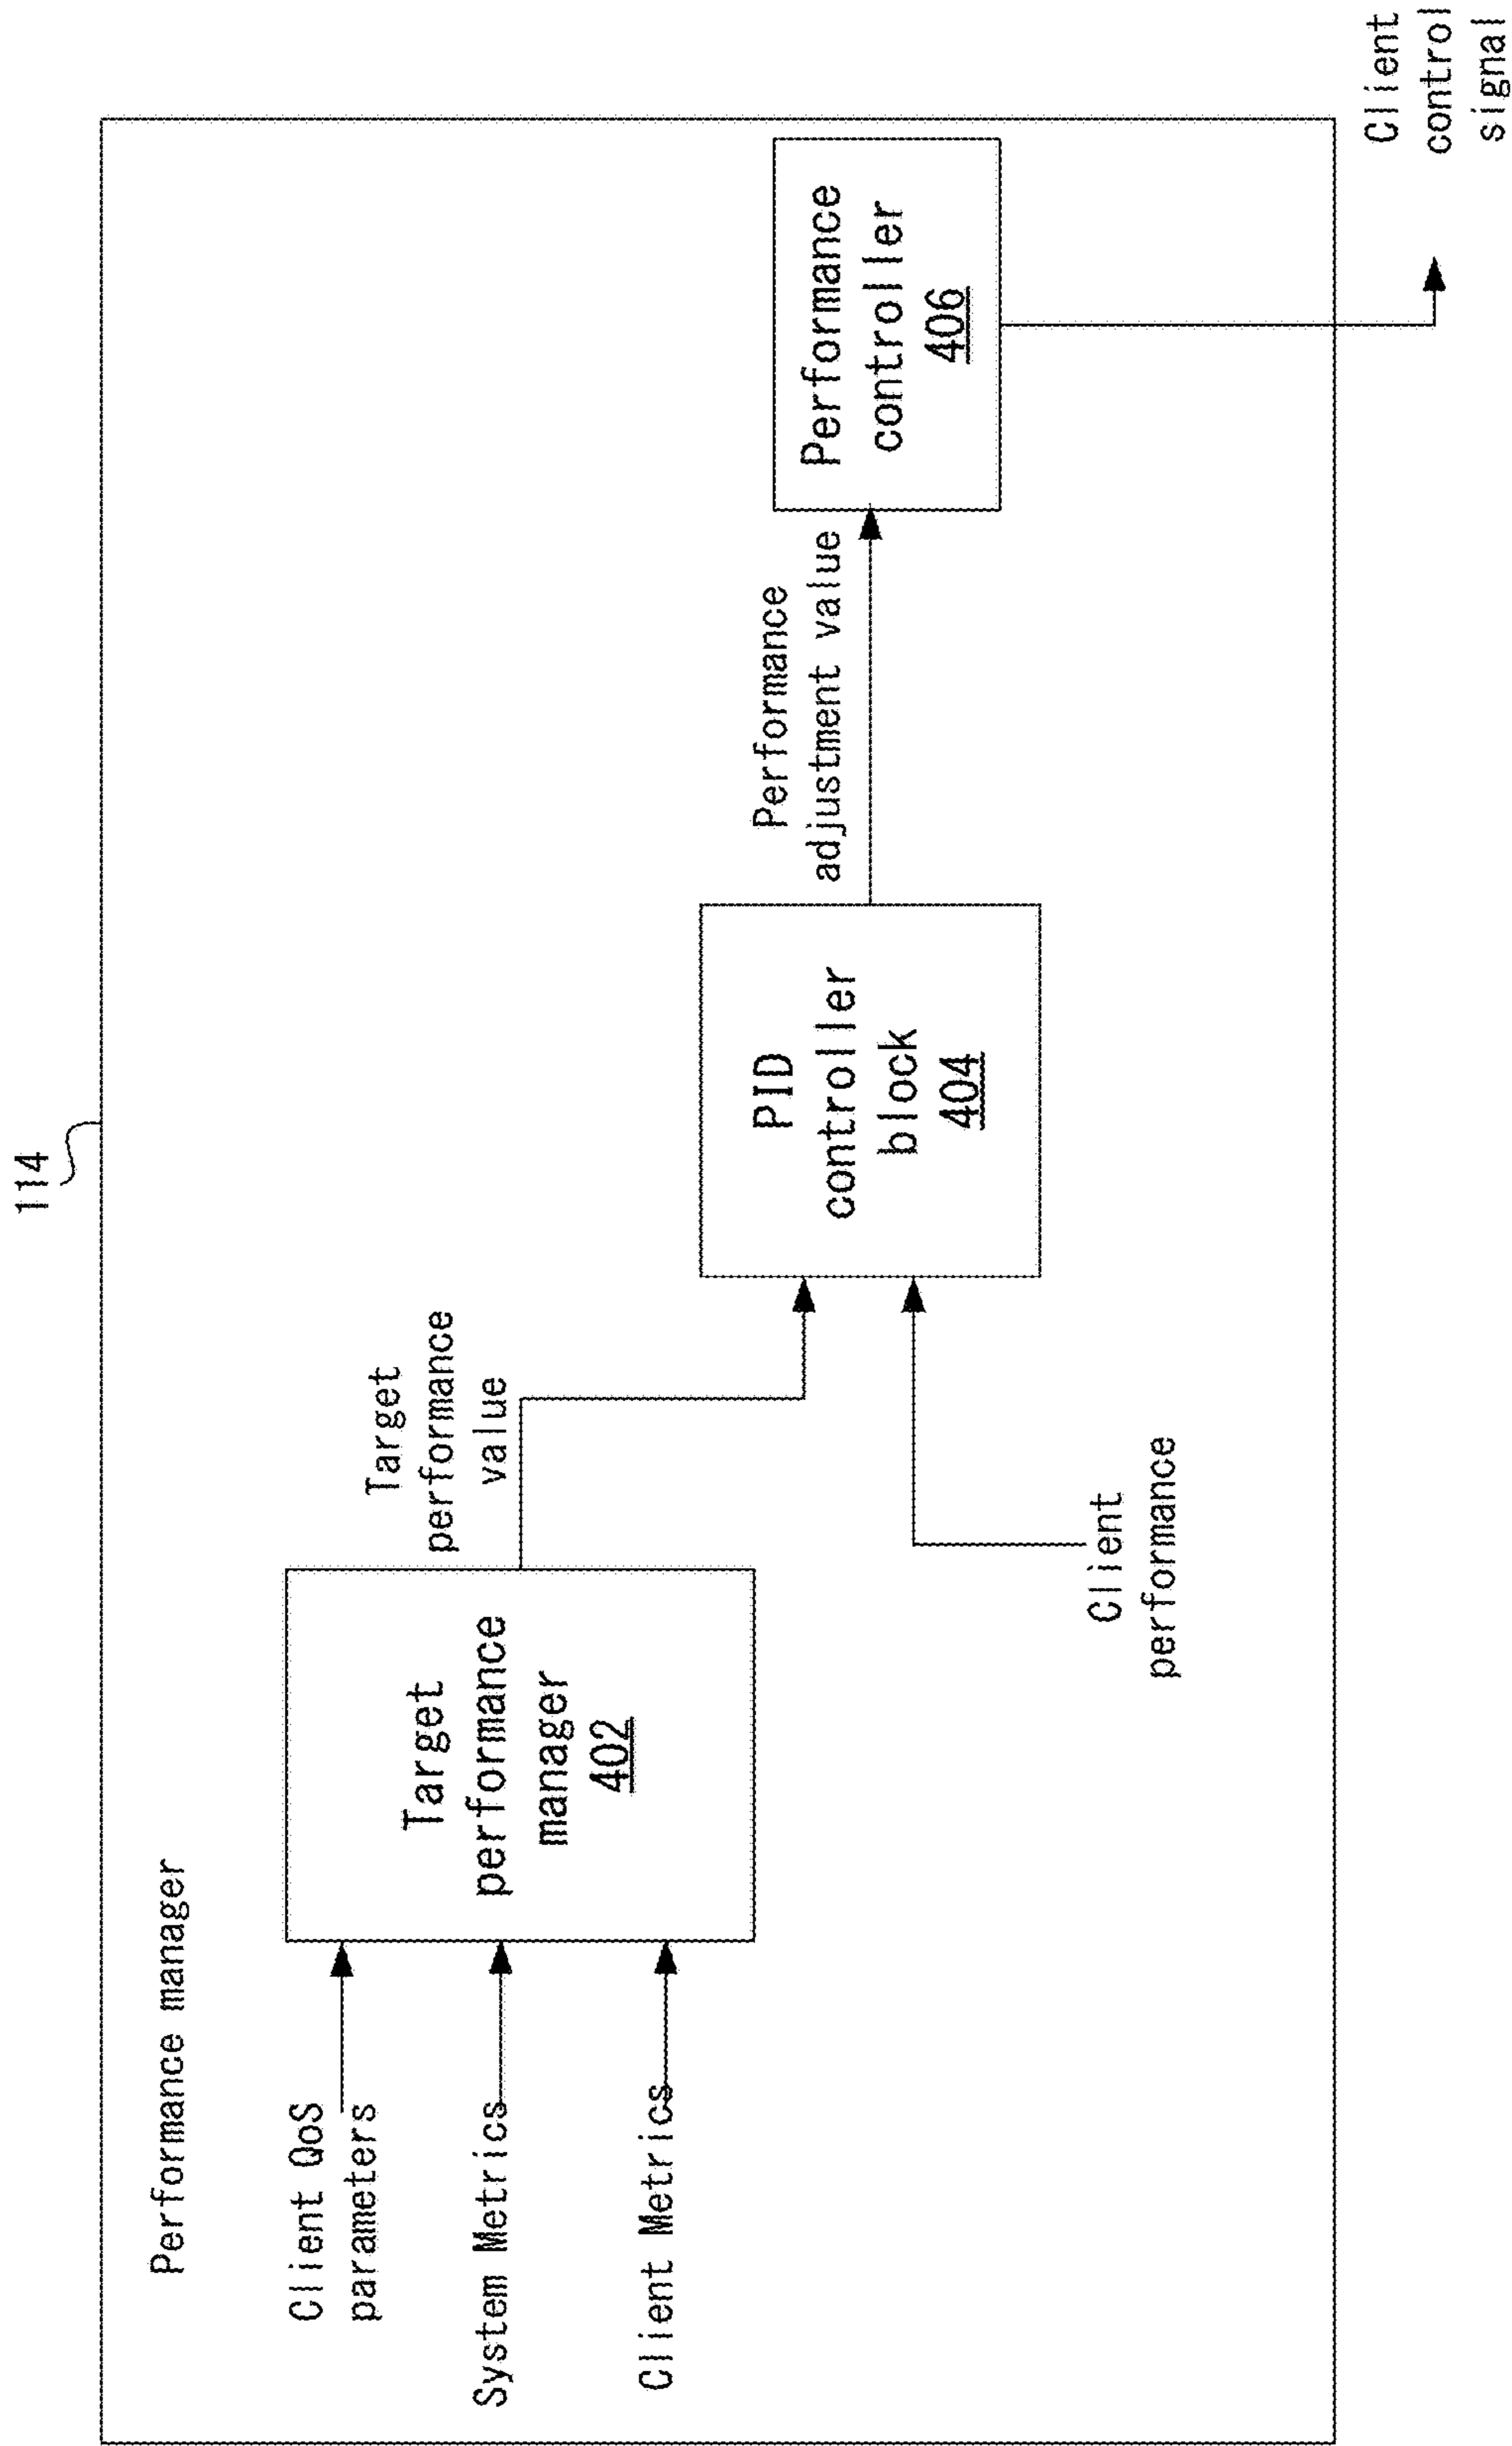 114
Performance manager
Client QoS
parameters
System Metrics
Client Metrics
Target
performance
manager
402
Target
performance
value
Client
performance
PID
controller
block
404
Performance
adjustment value
Performance
controller
406
Client
control
signal